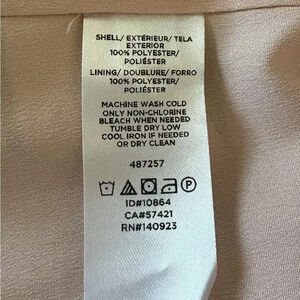 SHELL/ EXTÉRIEUR/ TELA
EXTERIOR
100% POLYESTER/
POLIÉSTER
LINING/ DOUBLURE/ FORRO
100% POLYESTER/
POLIÉSTER
MACHINE WASH COLD
ONLY NON-CHLORINE
BLEACH WHEN NEEDED
TUMBLE DRY LOW
COOL IRON IF NEEDED
OR DRY CLEAN
487257
P
ID#10864
CA#57421
RN#140923